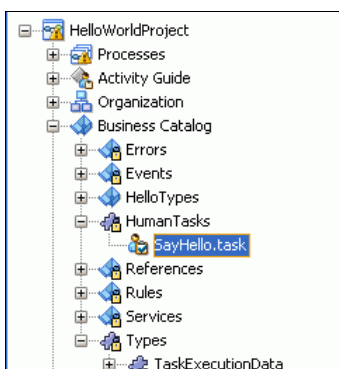 HelloWorldProject
Processes
Activity Guide
Organization
Business Catalog
Errors
Events
HelloTypes
HumanTasks
SayHello.task
References
Rules
Services
Types
TaskExecutionData